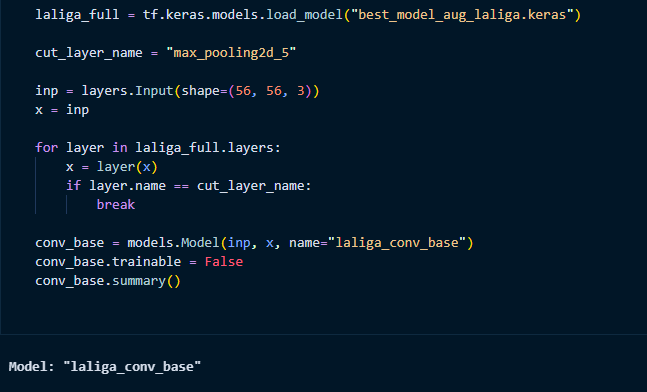 laliga_full = tf.keras.models.load_model("best_model_aug_laliga.keras")
cut_layer_name = "max_pooling2d_5"
inp = layers.Input(shape=(56, 56, 3))
x = inp
for layer in laliga_full.layers:
    x = layer(x)
    if layer.name == cut_layer_name:
        break
conv_base = models.Model(inp, x, name="laliga_conv_base")
conv_base.trainable = False
conv_base.summary()
Model: "laliga_conv_base"